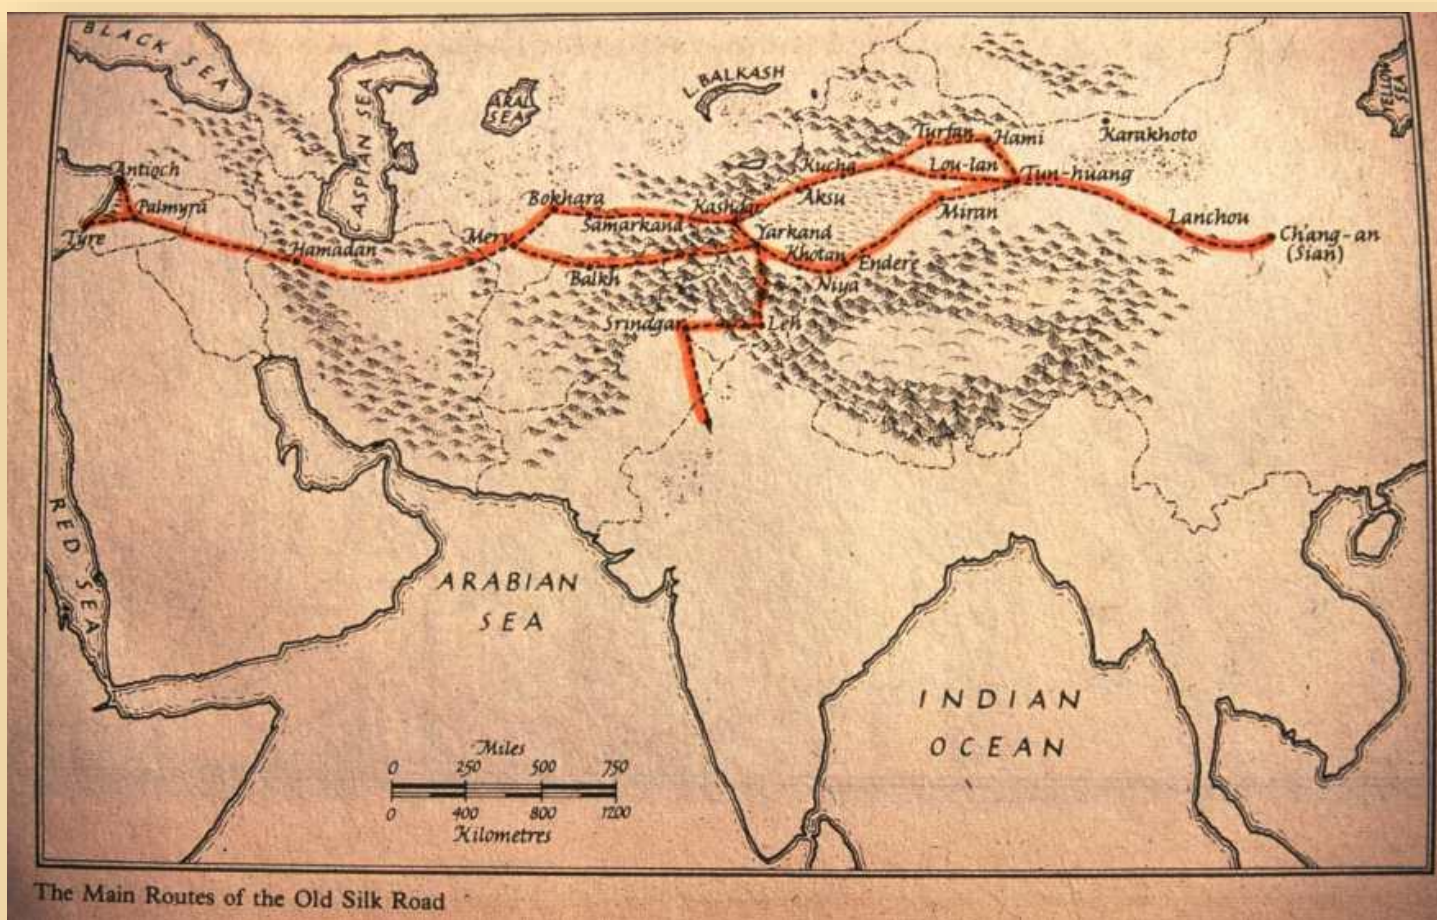 BLACK SEA
CASPIAN SEA
ARAL
SEA
L. BALKASH
YELLOW
SEA
Turfan
Hami
Karakhoto
Antioch
Kucha
Lou-lan
Tun-huang
Palmyra
Bokhara
Kashgar
Aksu
Miran
Lanchou
Tyre
Hamadan
Merv
Samarkand
Yarkand
Ch'ang-an
(Sian)
Balkh
Khotan
Endere
Niya
Srindgar
Leh
RED SEA
ARABIAN
SEA
INDIAN
OCEAN
Miles
0 250 500 750
0 400 800 1200
Kilometres
The Main Routes of the Old Silk Road